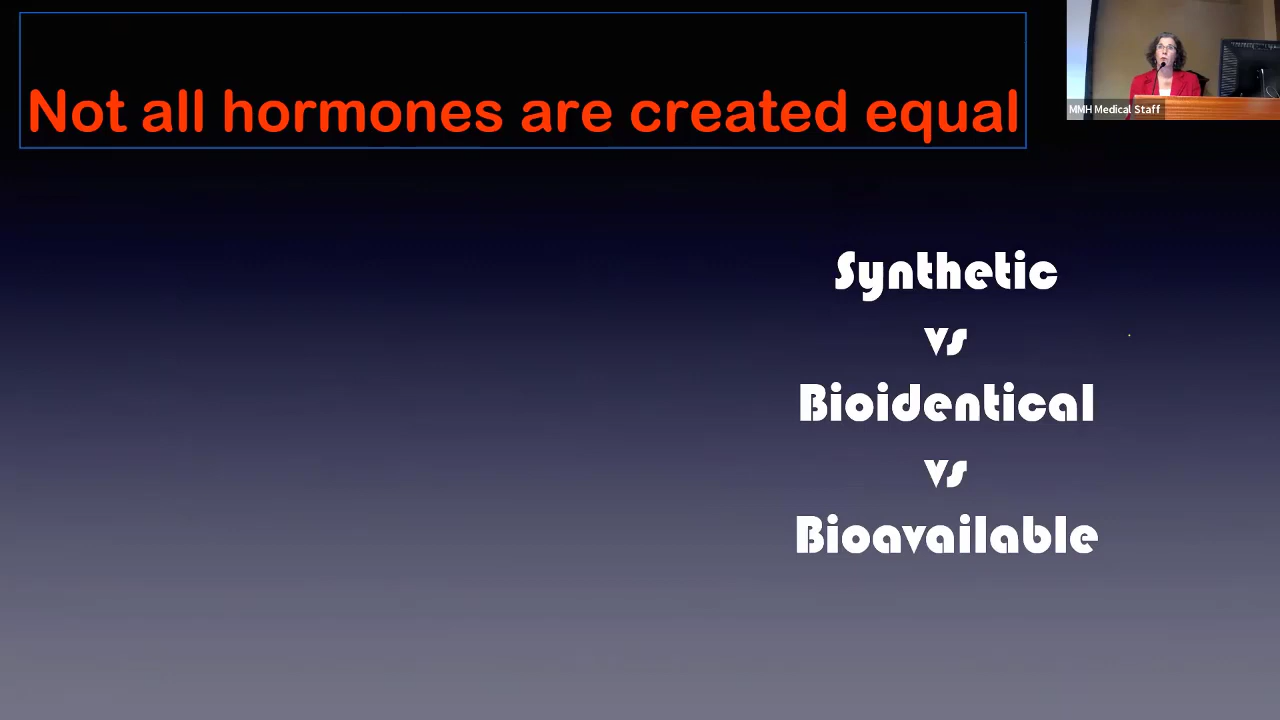 Not all hormones are created equal
MMH Medical Staff
Synthetic
vs
Bioidentical
vs
Bioavailable